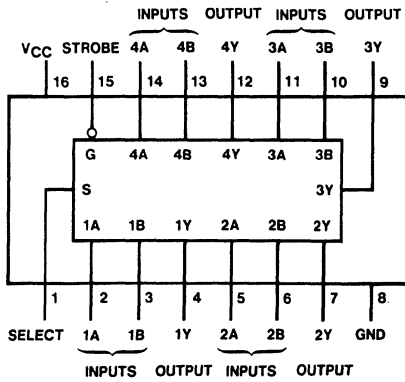 INPUTS OUTPUT INPUTS OUTPUT
VCC STROBE 4A 4B 4Y 3A 3B 3Y
16 15 14 13 12 11 10 9
G 4A 4B 4Y 3A 3B
S 3Y
1A 1B 1Y 2A 2B 2Y
1 2 3 4 5 6 7 8
SELECT 1A 1B 1Y 2A 2B 2Y GND
INPUTS OUTPUT INPUTS OUTPUT